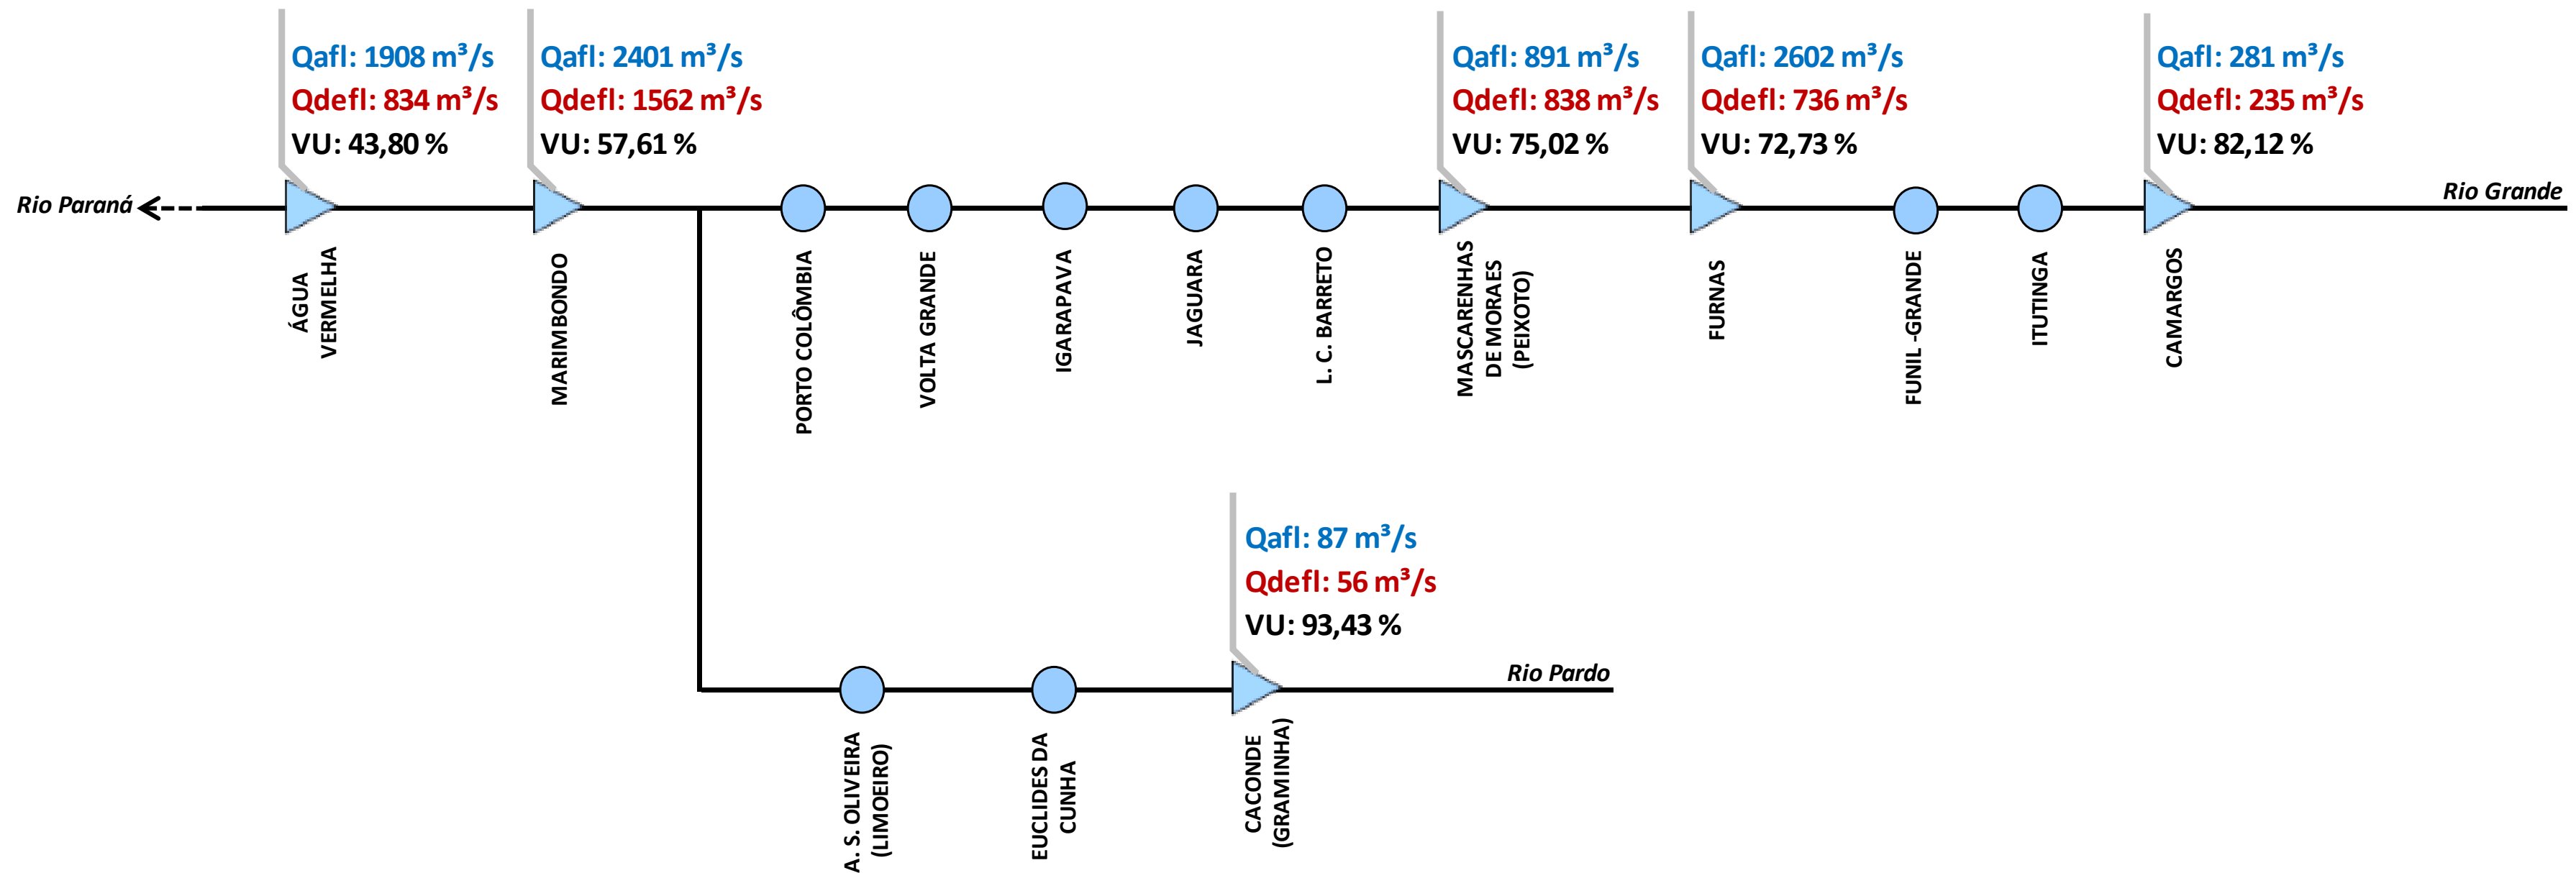 Qafl: 1908 m³/s
Qdefl: 834 m³/s
VU: 43,80 %
Qafl: 2401 m³/s
Qdefl: 1562 m³/s
VU: 57,61 %
Qafl: 891 m³/s
Qdefl: 838 m³/s
VU: 75,02 %
Qafl: 2602 m³/s
Qdefl: 736 m³/s
VU: 72,73 %
Qafl: 281 m³/s
Qdefl: 235 m³/s
VU: 82,12 %
Rio Paraná
Rio Grande
ÁGUA
VERMELHA
MARIMBONDO
PORTO COLÔMBIA
VOLTA GRANDE
IGARAPAVA
JAGUARA
L. C. BARRETO
MASCARENHAS
DE MORAES
(PEIXOTO)
FURNAS
FUNIL -GRANDE
ITUTINGA
CAMARGOS
Qafl: 87 m³/s
Qdefl: 56 m³/s
VU: 93,43 %
Rio Pardo
A. S. OLIVEIRA
(LIMOEIRO)
EUCLIDES DA
CUNHA
CACONDE
(GRAMINHA)